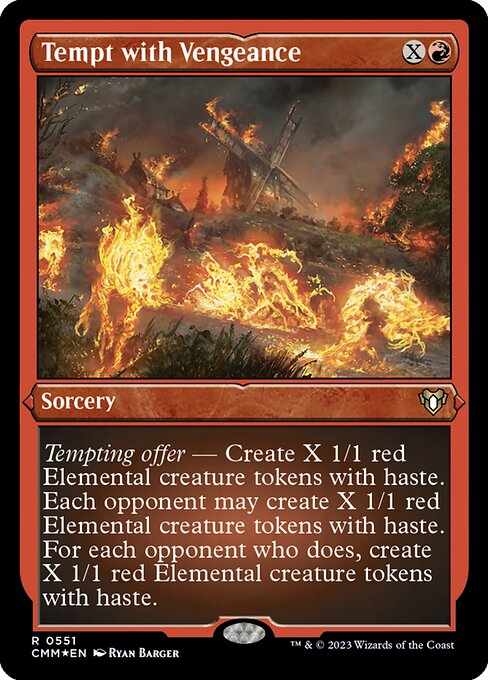 Tempt with Vengeance X
Sorcery
Tempting offer — Create X 1/1 red
Elemental creature tokens with haste.
Each opponent may create X 1/1 red
Elemental creature tokens with haste.
For each opponent who does, create
X 1/1 red Elemental creature tokens
with haste.
R 0551
CMM★EN Ryan Barger
™ & © 2023 Wizards of the Coast